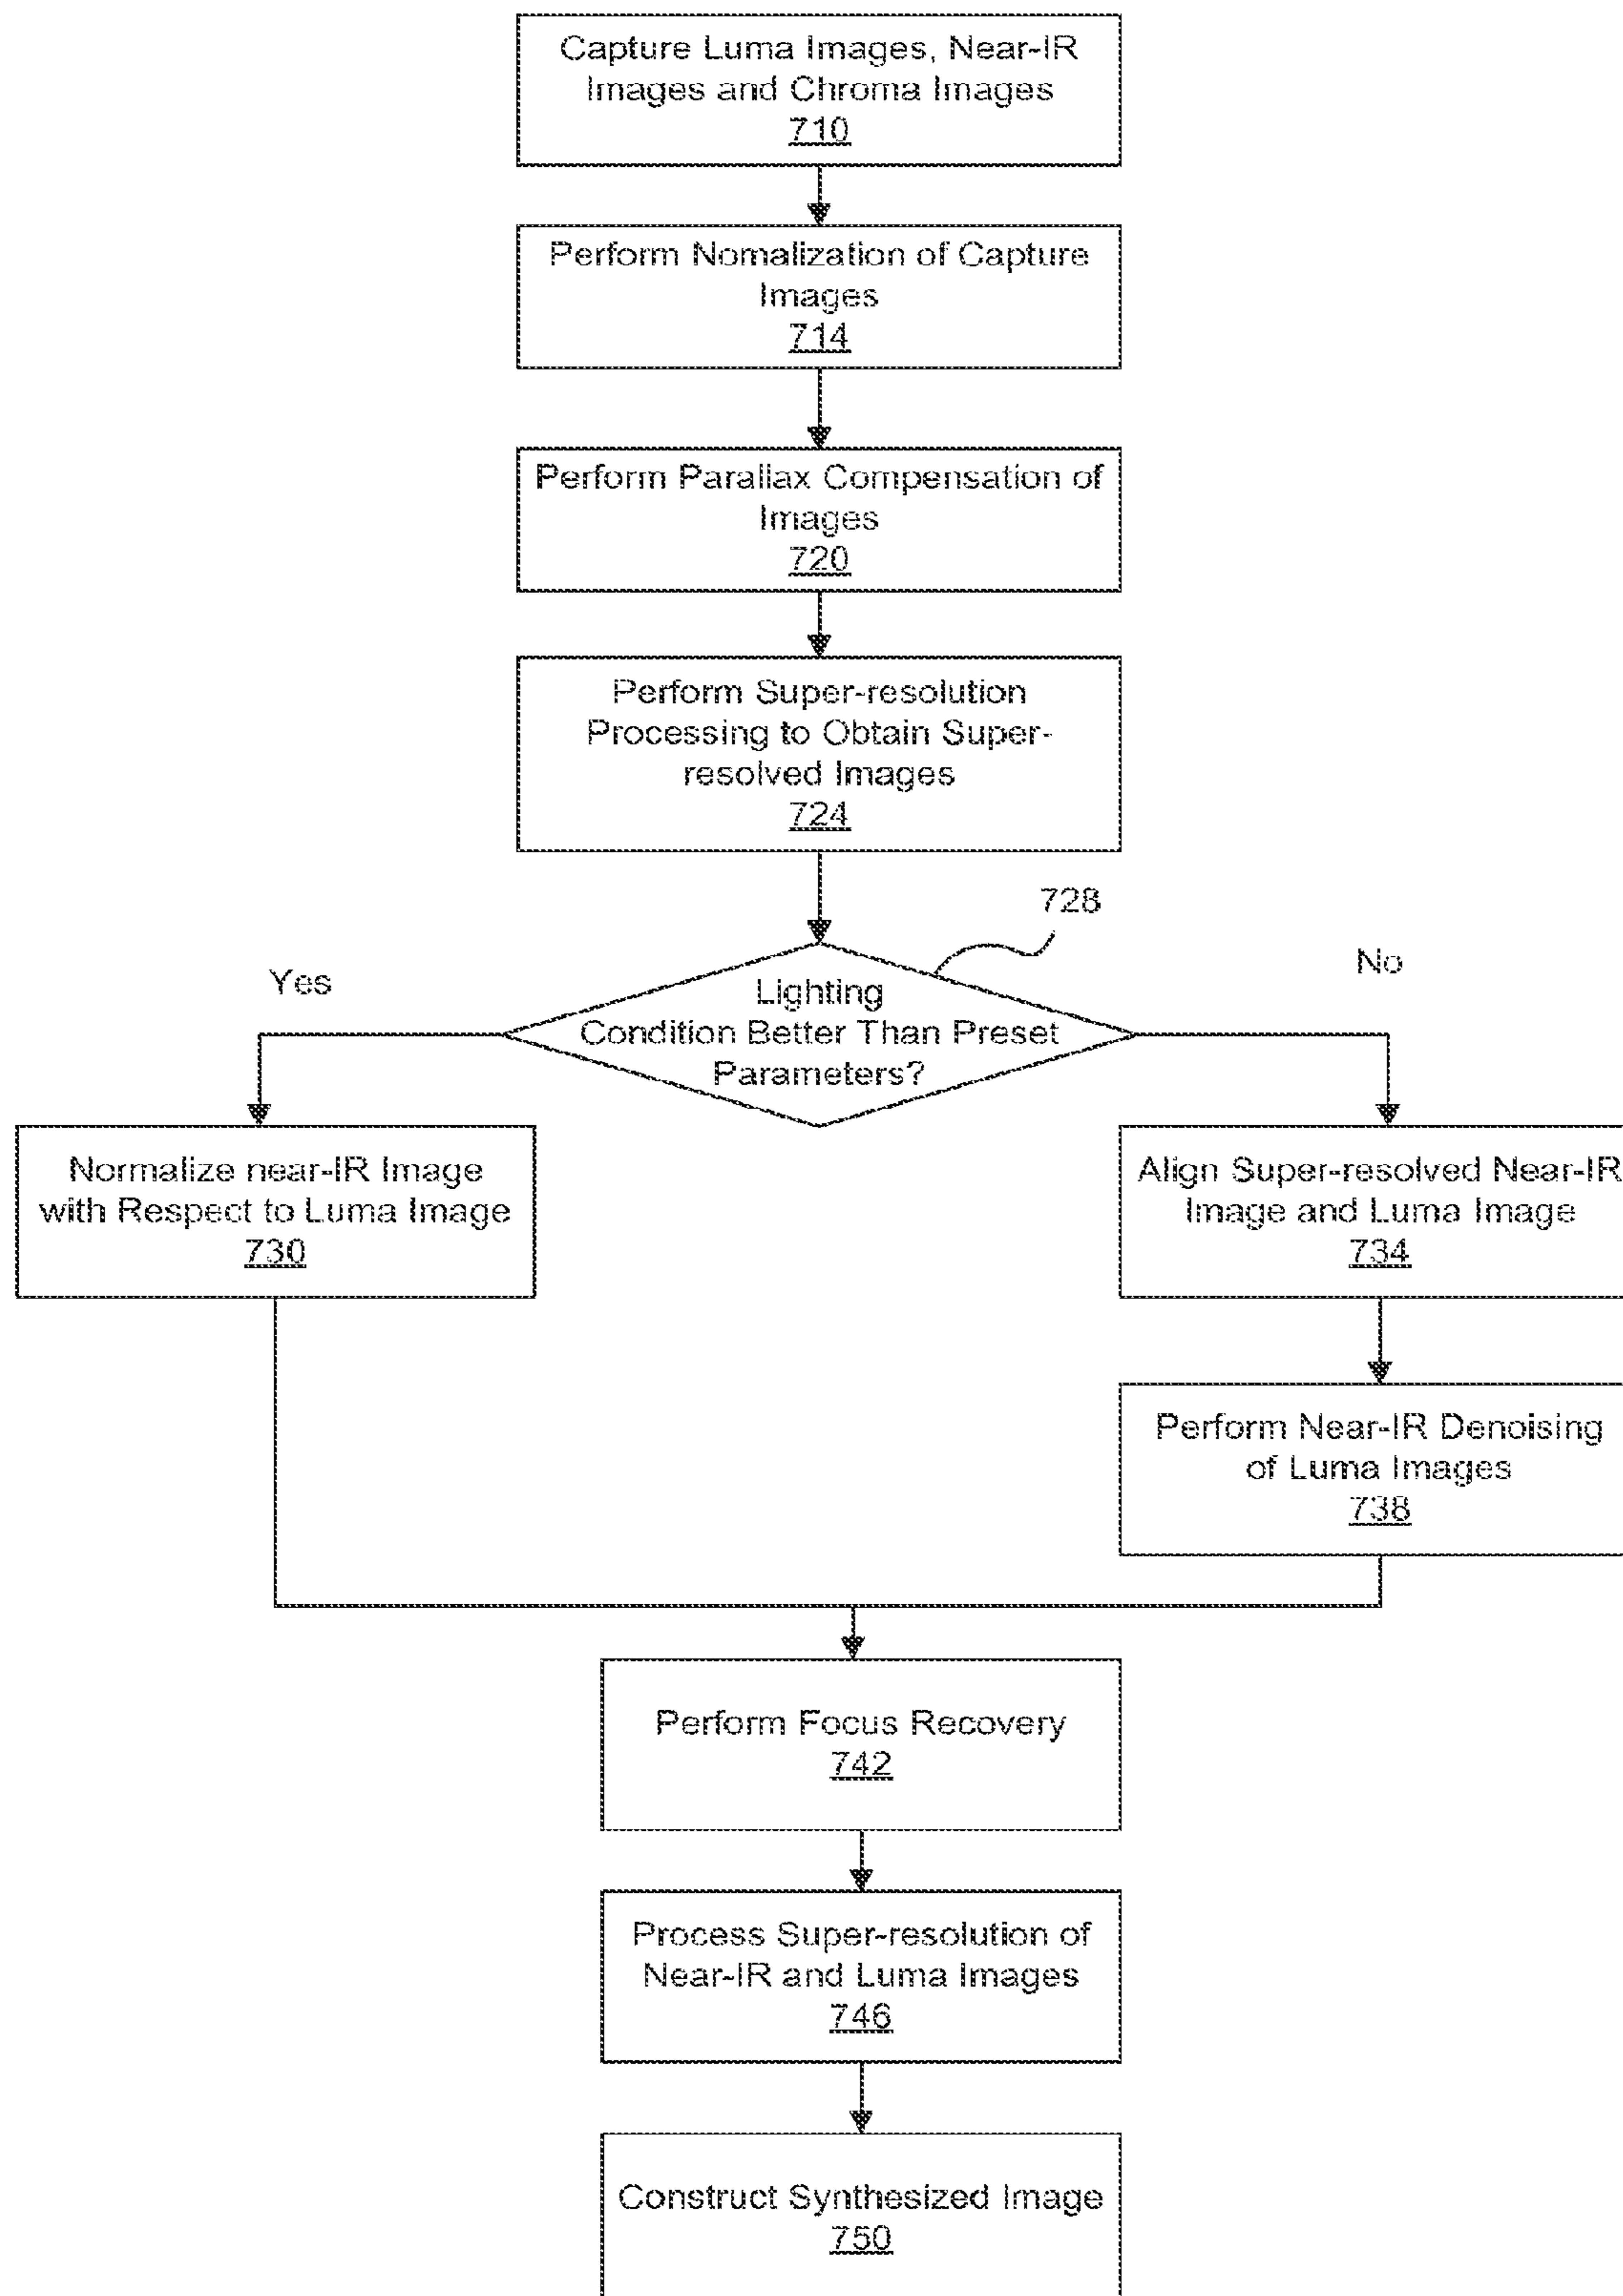 Capture Luma Images, Near-IR
Images and Chroma Images
710
Perform Nomalization of Capture
Images
714
Perform Parallax Compensation of
Images
720
Perform Super-resolution
Processing to Obtain Super-
resolved Images
724
728
Yes
No
Lighting
Condition Better Than Preset
Parameters?
Normalize near-IR Image
with Respect to Luma Image
730
Align Super-resolved Near-IR
Image and Luma Image
734
Perform Near-IR Denoising
of Luma Images
738
Perform Focus Recovery
742
Process Super-resolution of
Near-IR and Luma Images
746
Construct Synthesized Image
750